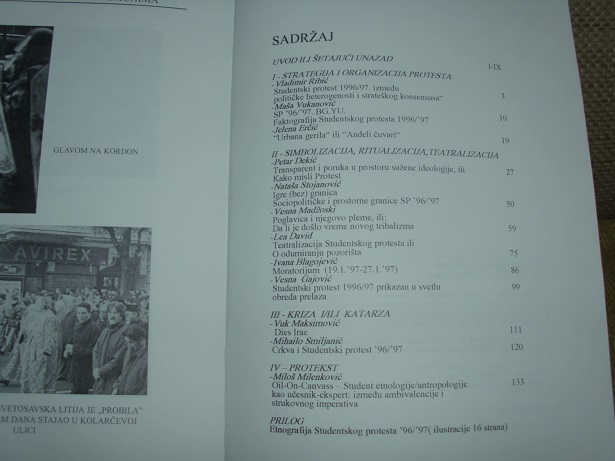 GLAVOM NA KORDON
AVIREX
SVETOSAVSKA LITIJA JE „PROBILA"
DANA STAJAO U KOLARČEVOJ
ULICI
SADRŽAJ
UVOD ILI ŠETAJUĆI UNAZAD I-IX
I - STRATEGIJA I ORGANIZACIJA PROTESTA
-Vladimir Ribić
Studentski protest 1996/97. između
političke heterogenosti i strateškog konsensusa" 3
-Maša Vukanović
SP '96/'97. BG.YU.
Faktografija Studentskog protesta 1996/97 10
-Jelena Erčić
"Urbana gerila" ili "Anđeli čuvari" 19
II - SIMBOLIZACIJA, RITUALIZACIJA,TEATRALIZACIJA
-Petar Dekić
Transparent i poruka u prostoru sužene ideologije, ili
Kako misli Protest 27
-Nataša Stojanović
Igre (bez) granica
Sociopolitičke i prostorne granice SP '96/'97 50
-Vesna Madžoski
Poglavica i njegovo pleme, ili:
Da li je došlo vreme novog tribalizma 59
-Lea David
Teatralizacija Studentskog protesta ili
O odumiranju pozorišta 75
-Ivana Blagojević
Moratorijum (19.1.'97-27.1.'97) 86
-Vesna Gajović
Studentski protest 1996/97 prikazan u svetlu 99
obreda prelaza
III - KRIZA I/ILI KATARZA
-Vuk Maksimović
Dies Irae 111
-Mihailo Smiljanić
Crkva i Studentski protest '96/'97 120
IV – PROTEKST
-Miloš Milenković
Oil-On-Canvass – Student etnologije/antropologije 133
kao učesnik-ekspert: između ambivalencije i
strukovnog imperativa
PRILOG
Etnografija Studentskog protesta '96/'97( ilustracije 16 strana)